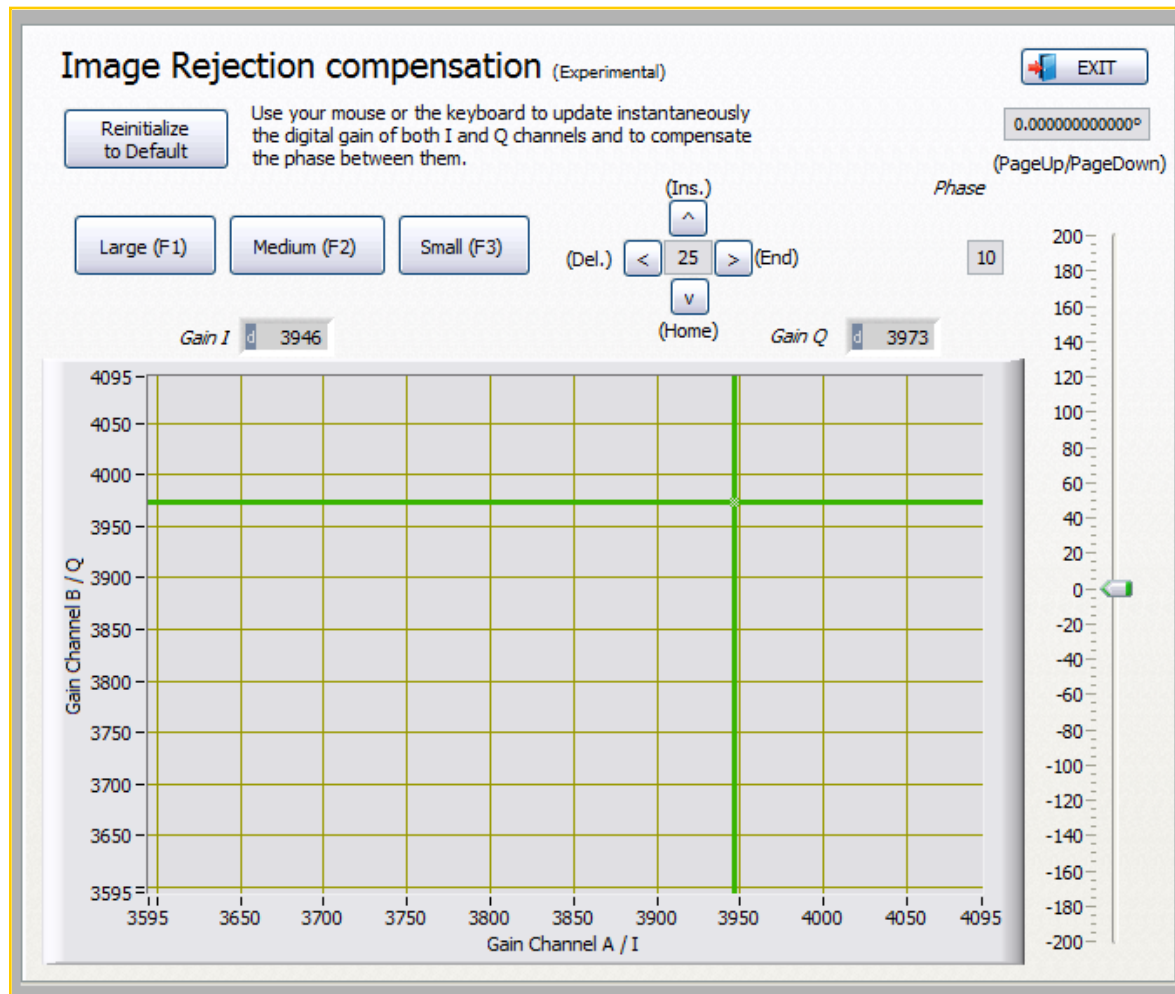 Image Rejection compensation (Experimental)
EXIT
Reinitialize
to Default
Use your mouse or the keyboard to update instantaneously
the digital gain of both I and Q channels and to compensate
the phase between them.
0.000000000000°
(PageUp/PageDown)
Phase
(Ins.)
^
Large (F1)
Medium (F2)
Small (F3)
(Del.) < 25 > (End)
v
(Home)
10
Gain I d 3946
Gain Q d 3973
4095
4050
4000
3950
3900
3850
3800
3750
3700
3650
3595
Gain Channel B / Q
3595 3650 3700 3750 3800 3850 3900 3950 4000 4050 4095
Gain Channel A / I
200
180
160
140
120
100
80
60
40
20
0
-20
-40
-60
-80
-100
-120
-140
-160
-180
-200